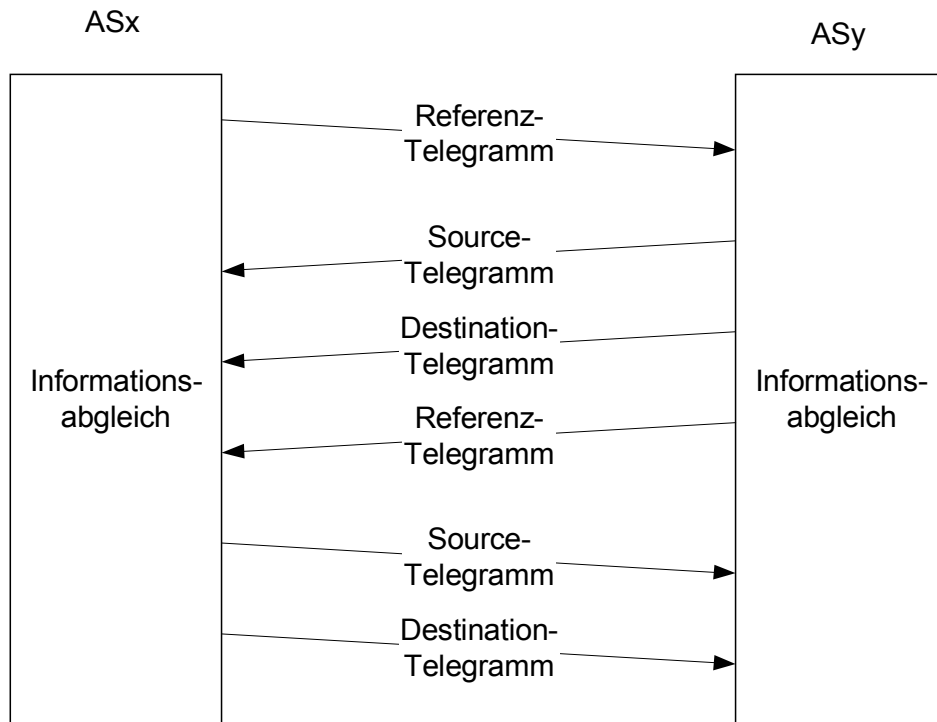 ASx
ASy
Referenz-
Telegramm
Source-
Telegramm
Destination-
Telegramm
Informations-
abgleich
Informations-
abgleich
Referenz-
Telegramm
Source-
Telegramm
Destination-
Telegramm